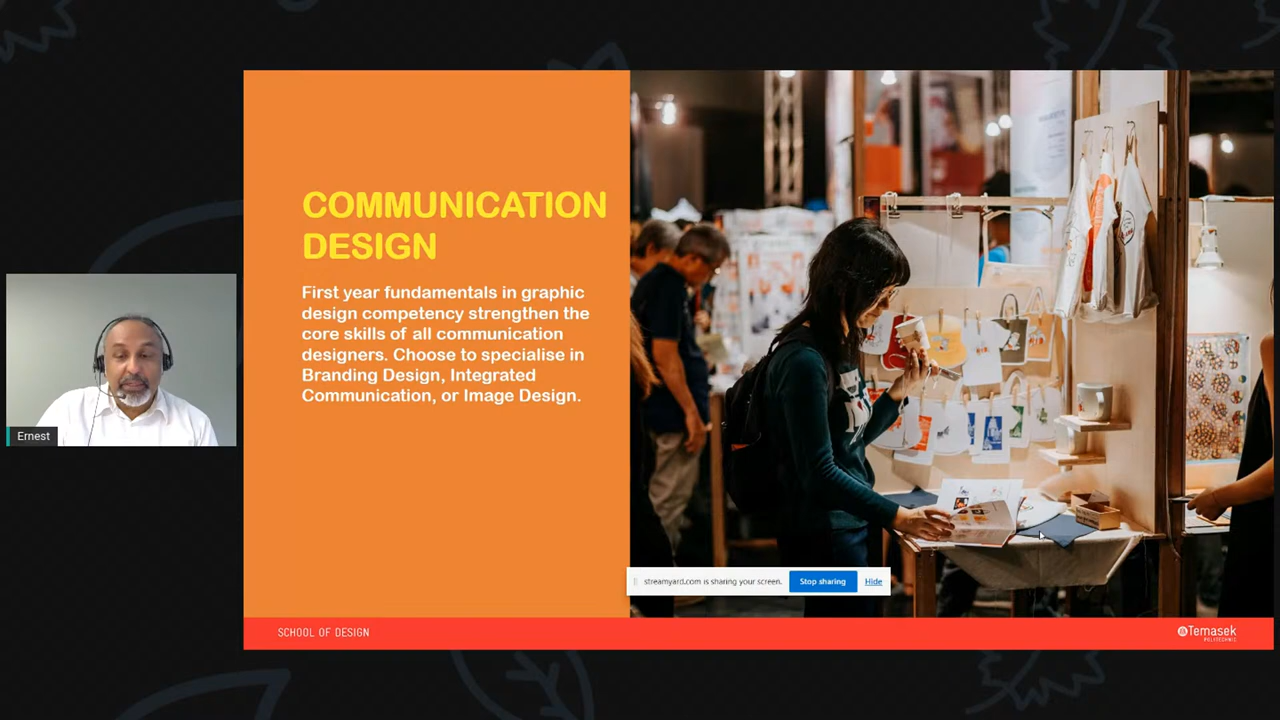 COMMUNICATION
DESIGN
First year fundamentals in graphic
design competency strengthen the
core skills of all communication
designers. Choose to specialise in
Branding Design, Integrated
Communication, or Image Design.
Ernest
streamyard.com is sharing your screen.
Stop sharing
Hide
SCHOOL OF DESIGN
Temasek
POLYTECHNIC